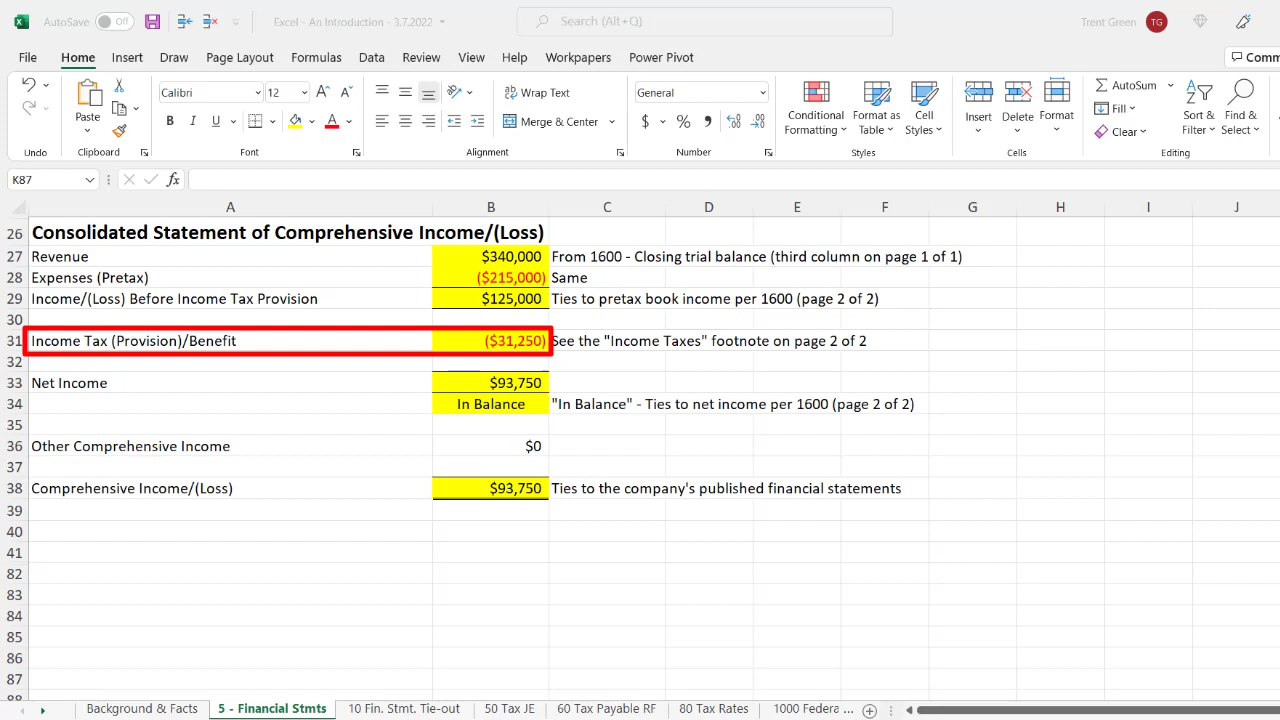 AutoSave Off Excel - An Introduction - 3.7.2022 Search (Alt+Q) Trent Green TG
File Home Insert Draw Page Layout Formulas Data Review View Help Workpapers Power Pivot
Calibri 12 Wrap Text General AutoSum
Paste Merge & Center $ % Conditional Formatting Format as Table Cell Styles Insert Delete Format Fill Sort & Filter Find & Select
Clear
Undo Clipboard Font Alignment Number Styles Cells Editing
K87 fx
A B C D E F G H I J
26 Consolidated Statement of Comprehensive Income/(Loss)
27 Revenue $340,000 From 1600 - Closing trial balance (third column on page 1 of 1)
28 Expenses (Pretax) ($215,000) Same
29 Income/(Loss) Before Income Tax Provision $125,000 Ties to pretax book income per 1600 (page 2 of 2)
30
31 Income Tax (Provision)/Benefit ($31,250) See the "Income Taxes" footnote on page 2 of 2
32
33 Net Income $93,750
34 In Balance "In Balance" - Ties to net income per 1600 (page 2 of 2)
35
36 Other Comprehensive Income $0
37
38 Comprehensive Income/(Loss) $93,750 Ties to the company's published financial statements
39
40
41
82
83
84
85
86
87
88
Background & Facts 5 - Financial Stmts 10 Fin. Stmt. Tie-out 50 Tax JE 60 Tax Payable RF 80 Tax Rates 1000 Federa ...